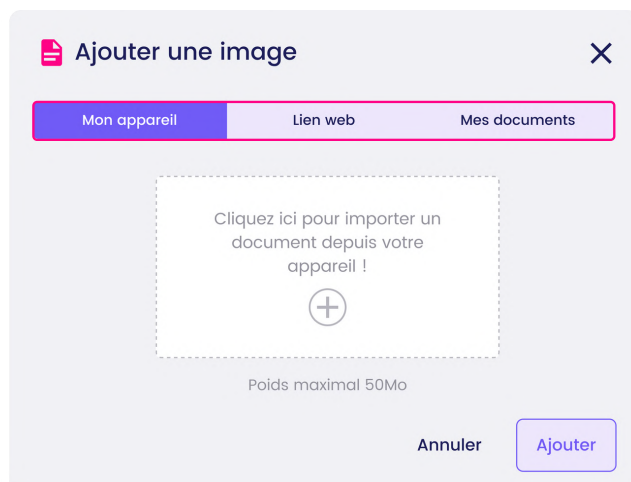 Ajouter une image
Mon appareil Lien web Mes documents
Cliquez ici pour importer un
document depuis votre
appareil !
Poids maximal 50Mo
Annuler Ajouter